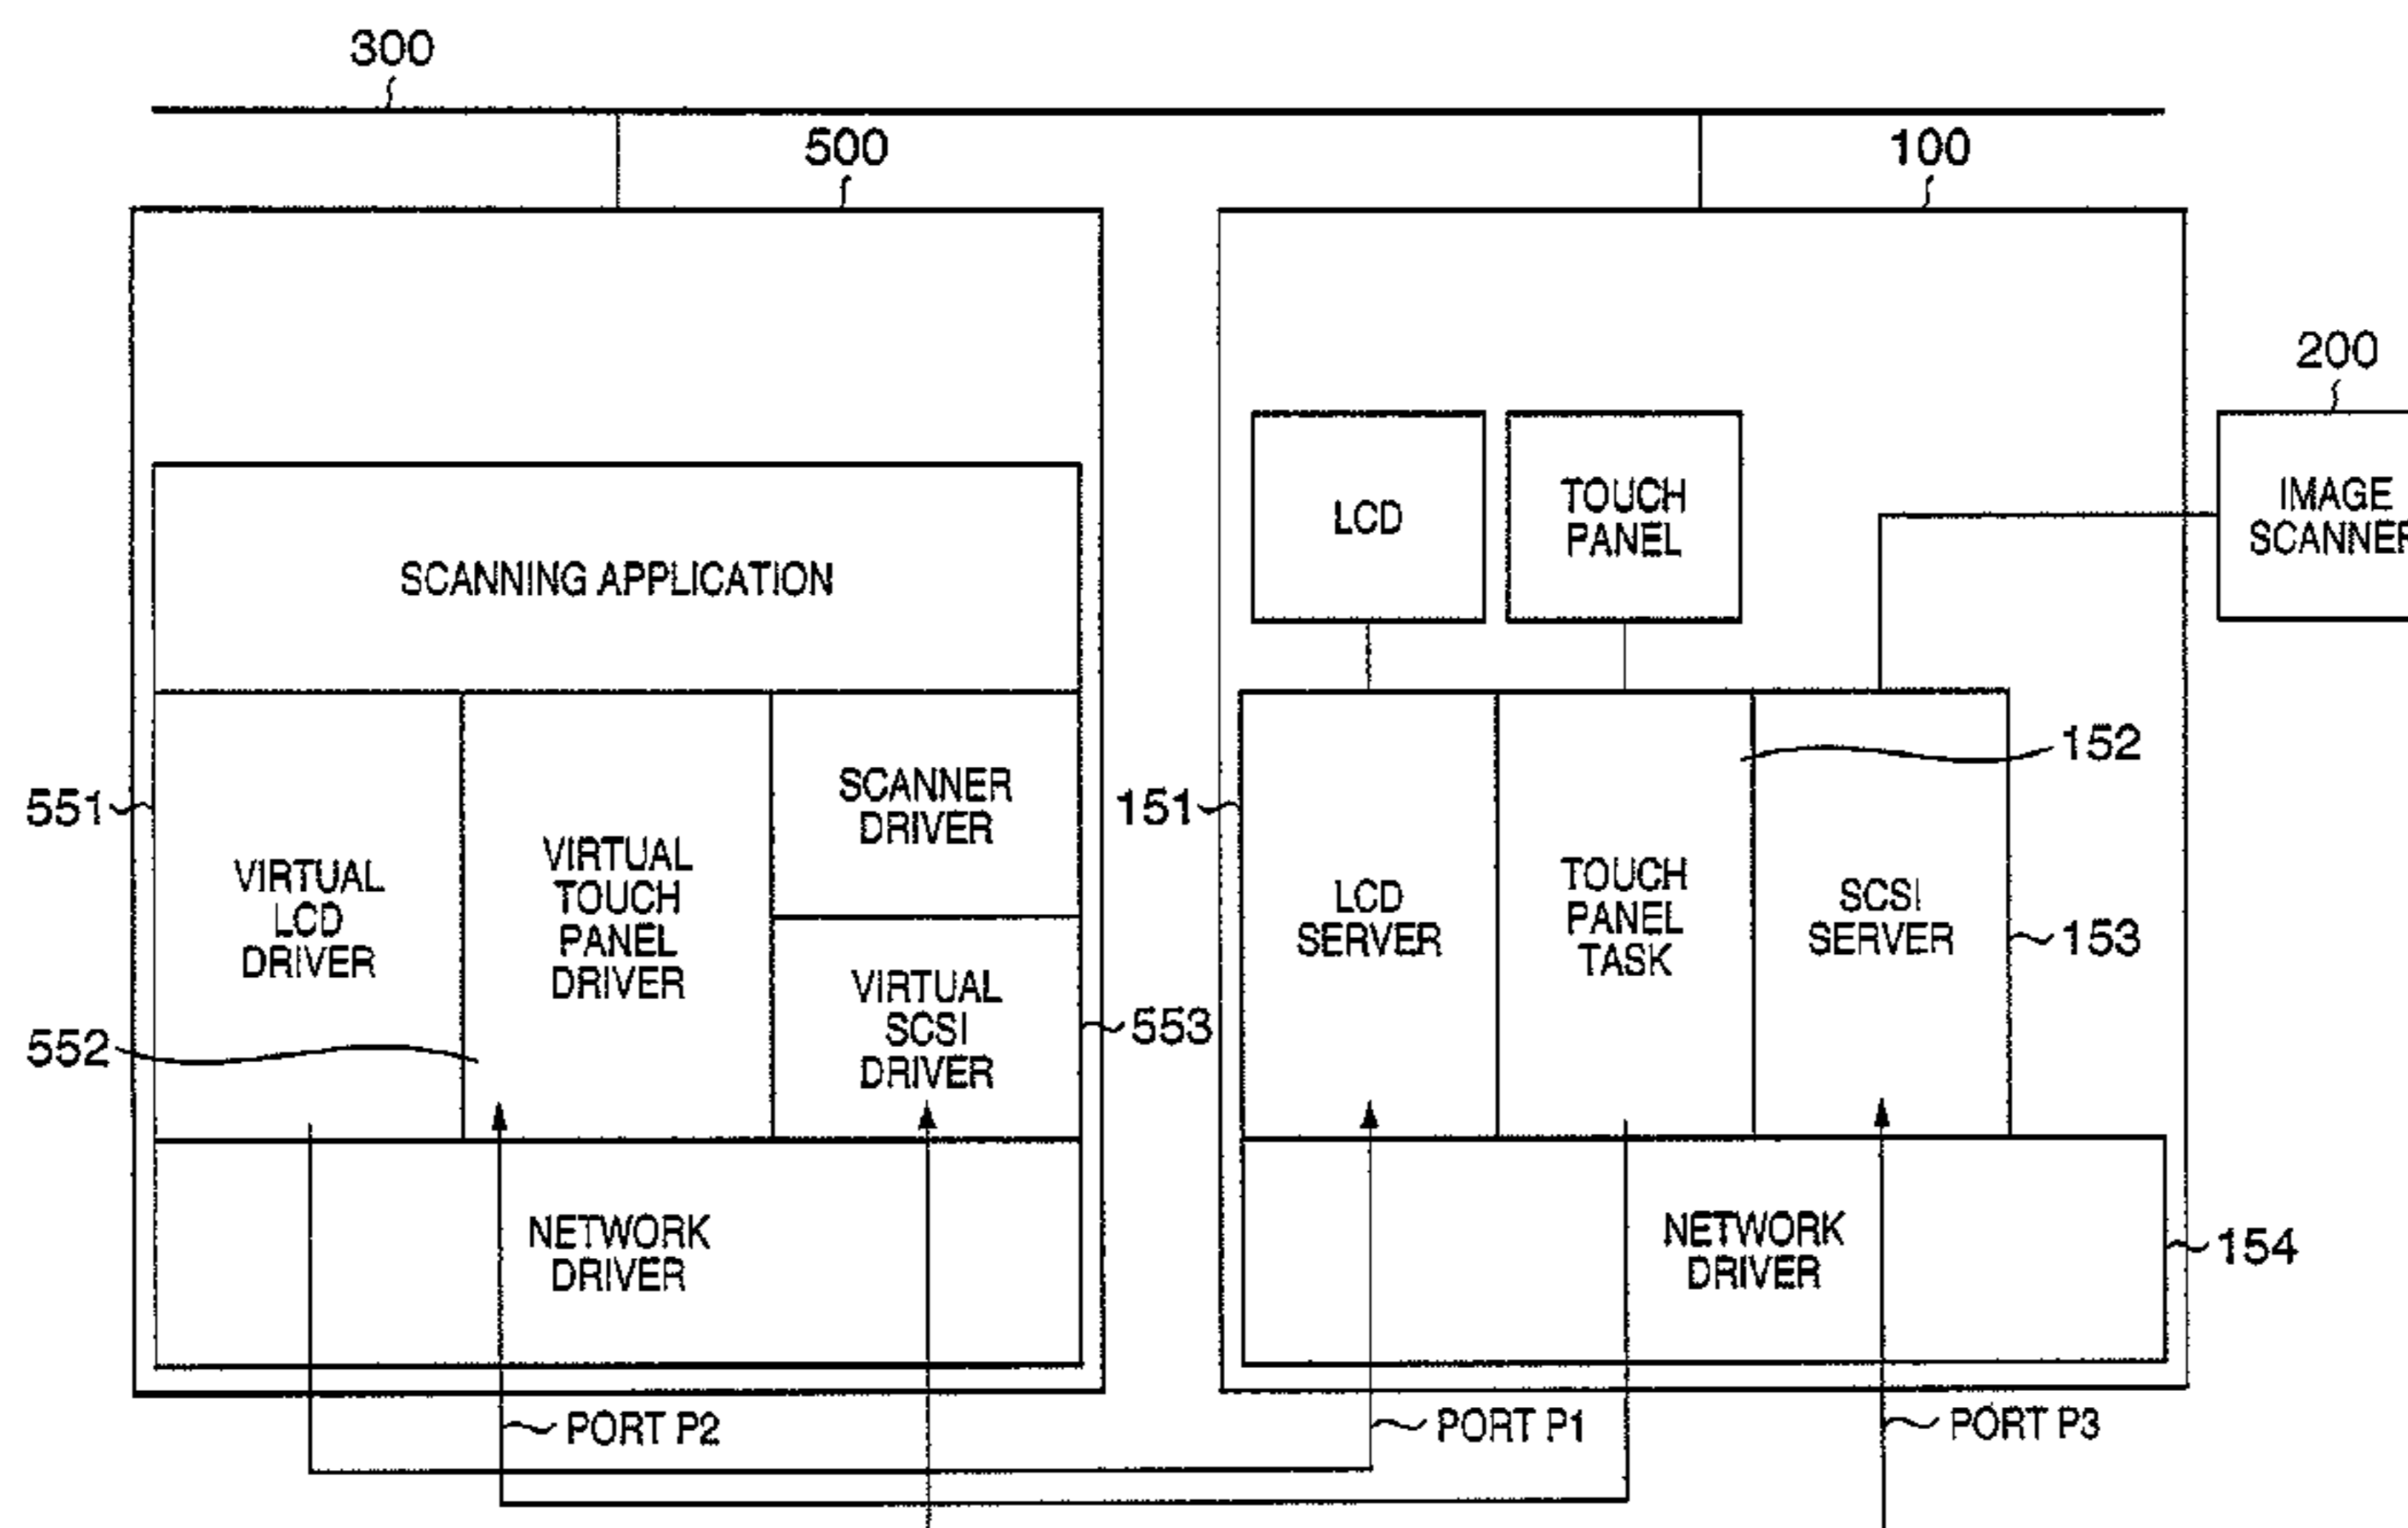 300
500
100
200
LCD
TOUCH
PANEL
IMAGE
SCANNER
SCANNING APPLICATION
551
552
553
VIRTUAL
LCD
DRIVER
VIRTUAL
TOUCH
PANEL
DRIVER
SCANNER
DRIVER
VIRTUAL
SCSI
DRIVER
NETWORK
DRIVER
151
152
153
LCD
SERVER
TOUCH
PANEL
TASK
SCSI
SERVER
NETWORK
DRIVER
154
PORT P2
PORT P1
PORT P3